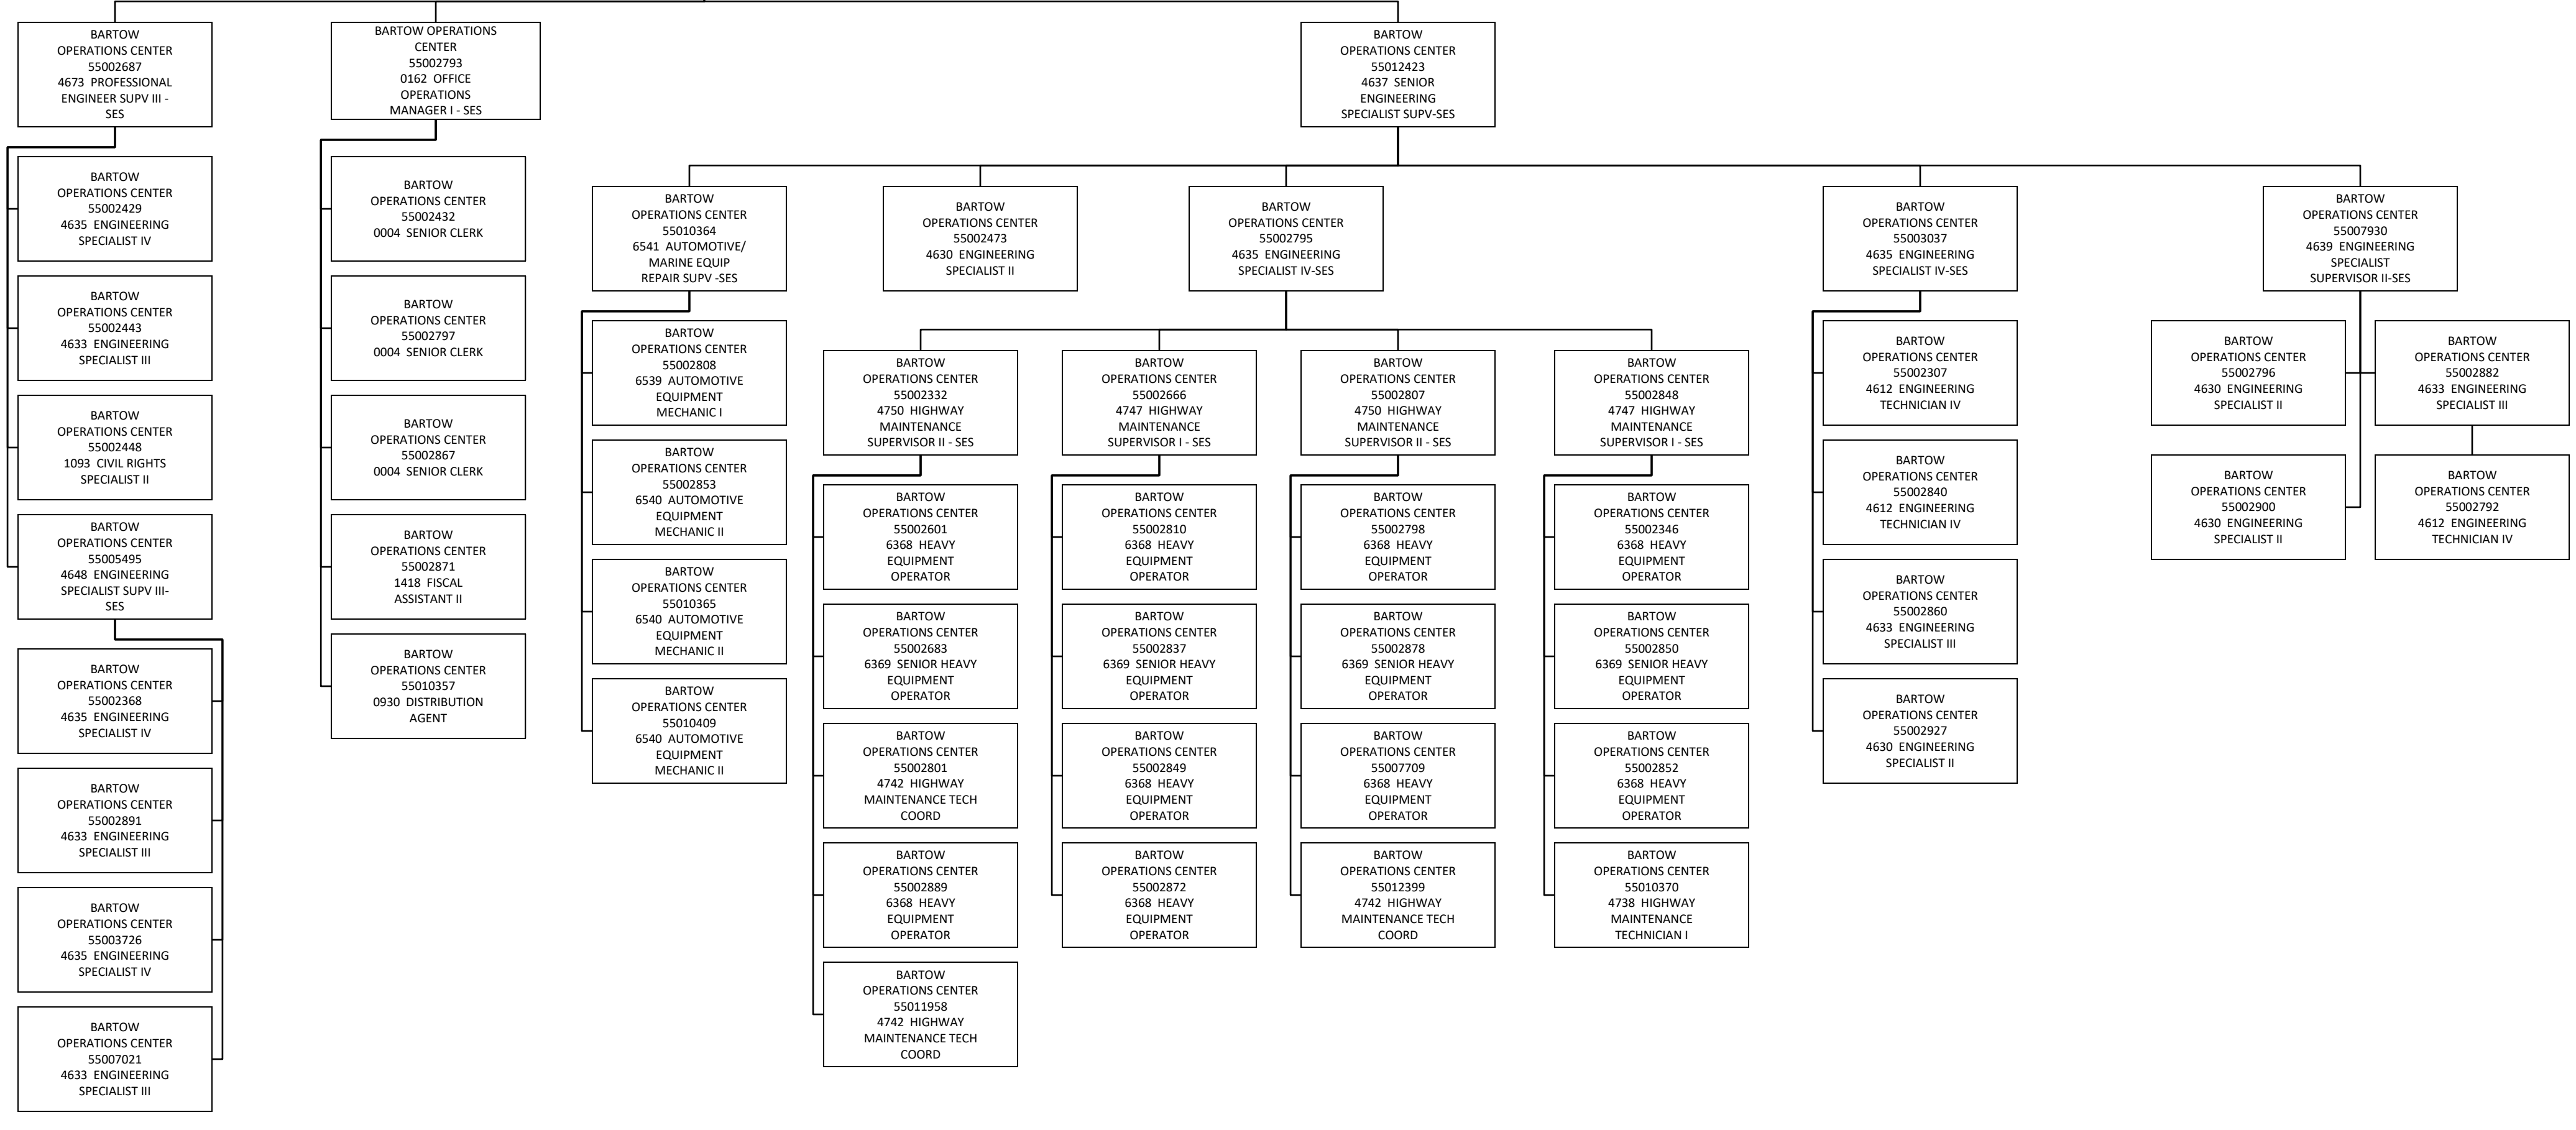 BARTOW
OPERATIONS CENTER
55002687
4673 PROFESSIONAL
ENGINEER SUPV III -
SES
BARTOW OPERATIONS
CENTER
55002793
0162 OFFICE
OPERATIONS
MANAGER I - SES
BARTOW
OPERATIONS CENTER
55012423
4637 SENIOR
ENGINEERING
SPECIALIST SUPV-SES
BARTOW
OPERATIONS CENTER
55002429
4635 ENGINEERING
SPECIALIST IV
BARTOW
OPERATIONS CENTER
55002443
4633 ENGINEERING
SPECIALIST III
BARTOW
OPERATIONS CENTER
55002448
1093 CIVIL RIGHTS
SPECIALIST II
BARTOW
OPERATIONS CENTER
55005495
4648 ENGINEERING
SPECIALIST SUPV III-
SES
BARTOW
OPERATIONS CENTER
55002368
4635 ENGINEERING
SPECIALIST IV
BARTOW
OPERATIONS CENTER
55002891
4633 ENGINEERING
SPECIALIST III
BARTOW
OPERATIONS CENTER
55003726
4635 ENGINEERING
SPECIALIST IV
BARTOW
OPERATIONS CENTER
55007021
4633 ENGINEERING
SPECIALIST III
BARTOW
OPERATIONS CENTER
55002432
0004 SENIOR CLERK
BARTOW
OPERATIONS CENTER
55002797
0004 SENIOR CLERK
BARTOW
OPERATIONS CENTER
55002867
0004 SENIOR CLERK
BARTOW
OPERATIONS CENTER
55002871
1418 FISCAL
ASSISTANT II
BARTOW
OPERATIONS CENTER
55010357
0930 DISTRIBUTION
AGENT
BARTOW
OPERATIONS CENTER
55010364
6541 AUTOMOTIVE/
MARINE EQUIP
REPAIR SUPV -SES
BARTOW
OPERATIONS CENTER
55002808
6539 AUTOMOTIVE
EQUIPMENT
MECHANIC I
BARTOW
OPERATIONS CENTER
55002853
6540 AUTOMOTIVE
EQUIPMENT
MECHANIC II
BARTOW
OPERATIONS CENTER
55010365
6540 AUTOMOTIVE
EQUIPMENT
MECHANIC II
BARTOW
OPERATIONS CENTER
55010409
6540 AUTOMOTIVE
EQUIPMENT
MECHANIC II
BARTOW
OPERATIONS CENTER
55002473
4630 ENGINEERING
SPECIALIST II
BARTOW
OPERATIONS CENTER
55002795
4635 ENGINEERING
SPECIALIST IV-SES
BARTOW
OPERATIONS CENTER
55002332
4750 HIGHWAY
MAINTENANCE
SUPERVISOR II - SES
BARTOW
OPERATIONS CENTER
55002601
6368 HEAVY
EQUIPMENT
OPERATOR
BARTOW
OPERATIONS CENTER
55002683
6369 SENIOR HEAVY
EQUIPMENT
OPERATOR
BARTOW
OPERATIONS CENTER
55002801
4742 HIGHWAY
MAINTENANCE TECH
COORD
BARTOW
OPERATIONS CENTER
55002889
6368 HEAVY
EQUIPMENT
OPERATOR
BARTOW
OPERATIONS CENTER
55011958
4742 HIGHWAY
MAINTENANCE TECH
COORD
BARTOW
OPERATIONS CENTER
55002666
4747 HIGHWAY
MAINTENANCE
SUPERVISOR I - SES
BARTOW
OPERATIONS CENTER
55002810
6368 HEAVY
EQUIPMENT
OPERATOR
BARTOW
OPERATIONS CENTER
55002837
6369 SENIOR HEAVY
EQUIPMENT
OPERATOR
BARTOW
OPERATIONS CENTER
55002849
6368 HEAVY
EQUIPMENT
OPERATOR
BARTOW
OPERATIONS CENTER
55002872
6368 HEAVY
EQUIPMENT
OPERATOR
BARTOW
OPERATIONS CENTER
55002807
4750 HIGHWAY
MAINTENANCE
SUPERVISOR II - SES
BARTOW
OPERATIONS CENTER
55002798
6368 HEAVY
EQUIPMENT
OPERATOR
BARTOW
OPERATIONS CENTER
55002878
6369 SENIOR HEAVY
EQUIPMENT
OPERATOR
BARTOW
OPERATIONS CENTER
55007709
6368 HEAVY
EQUIPMENT
OPERATOR
BARTOW
OPERATIONS CENTER
55012399
4742 HIGHWAY
MAINTENANCE TECH
COORD
BARTOW
OPERATIONS CENTER
55002848
4747 HIGHWAY
MAINTENANCE
SUPERVISOR I - SES
BARTOW
OPERATIONS CENTER
55002346
6368 HEAVY
EQUIPMENT
OPERATOR
BARTOW
OPERATIONS CENTER
55002850
6369 SENIOR HEAVY
EQUIPMENT
OPERATOR
BARTOW
OPERATIONS CENTER
55002852
6368 HEAVY
EQUIPMENT
OPERATOR
BARTOW
OPERATIONS CENTER
55010370
4738 HIGHWAY
MAINTENANCE
TECHNICIAN I
BARTOW
OPERATIONS CENTER
55003037
4635 ENGINEERING
SPECIALIST IV-SES
BARTOW
OPERATIONS CENTER
55002307
4612 ENGINEERING
TECHNICIAN IV
BARTOW
OPERATIONS CENTER
55002840
4612 ENGINEERING
TECHNICIAN IV
BARTOW
OPERATIONS CENTER
55002860
4633 ENGINEERING
SPECIALIST III
BARTOW
OPERATIONS CENTER
55002927
4630 ENGINEERING
SPECIALIST II
BARTOW
OPERATIONS CENTER
55007930
4639 ENGINEERING
SPECIALIST
SUPERVISOR II-SES
BARTOW
OPERATIONS CENTER
55002796
4630 ENGINEERING
SPECIALIST II
BARTOW
OPERATIONS CENTER
55002882
4633 ENGINEERING
SPECIALIST III
BARTOW
OPERATIONS CENTER
55002900
4630 ENGINEERING
SPECIALIST II
BARTOW
OPERATIONS CENTER
55002792
4612 ENGINEERING
TECHNICIAN IV